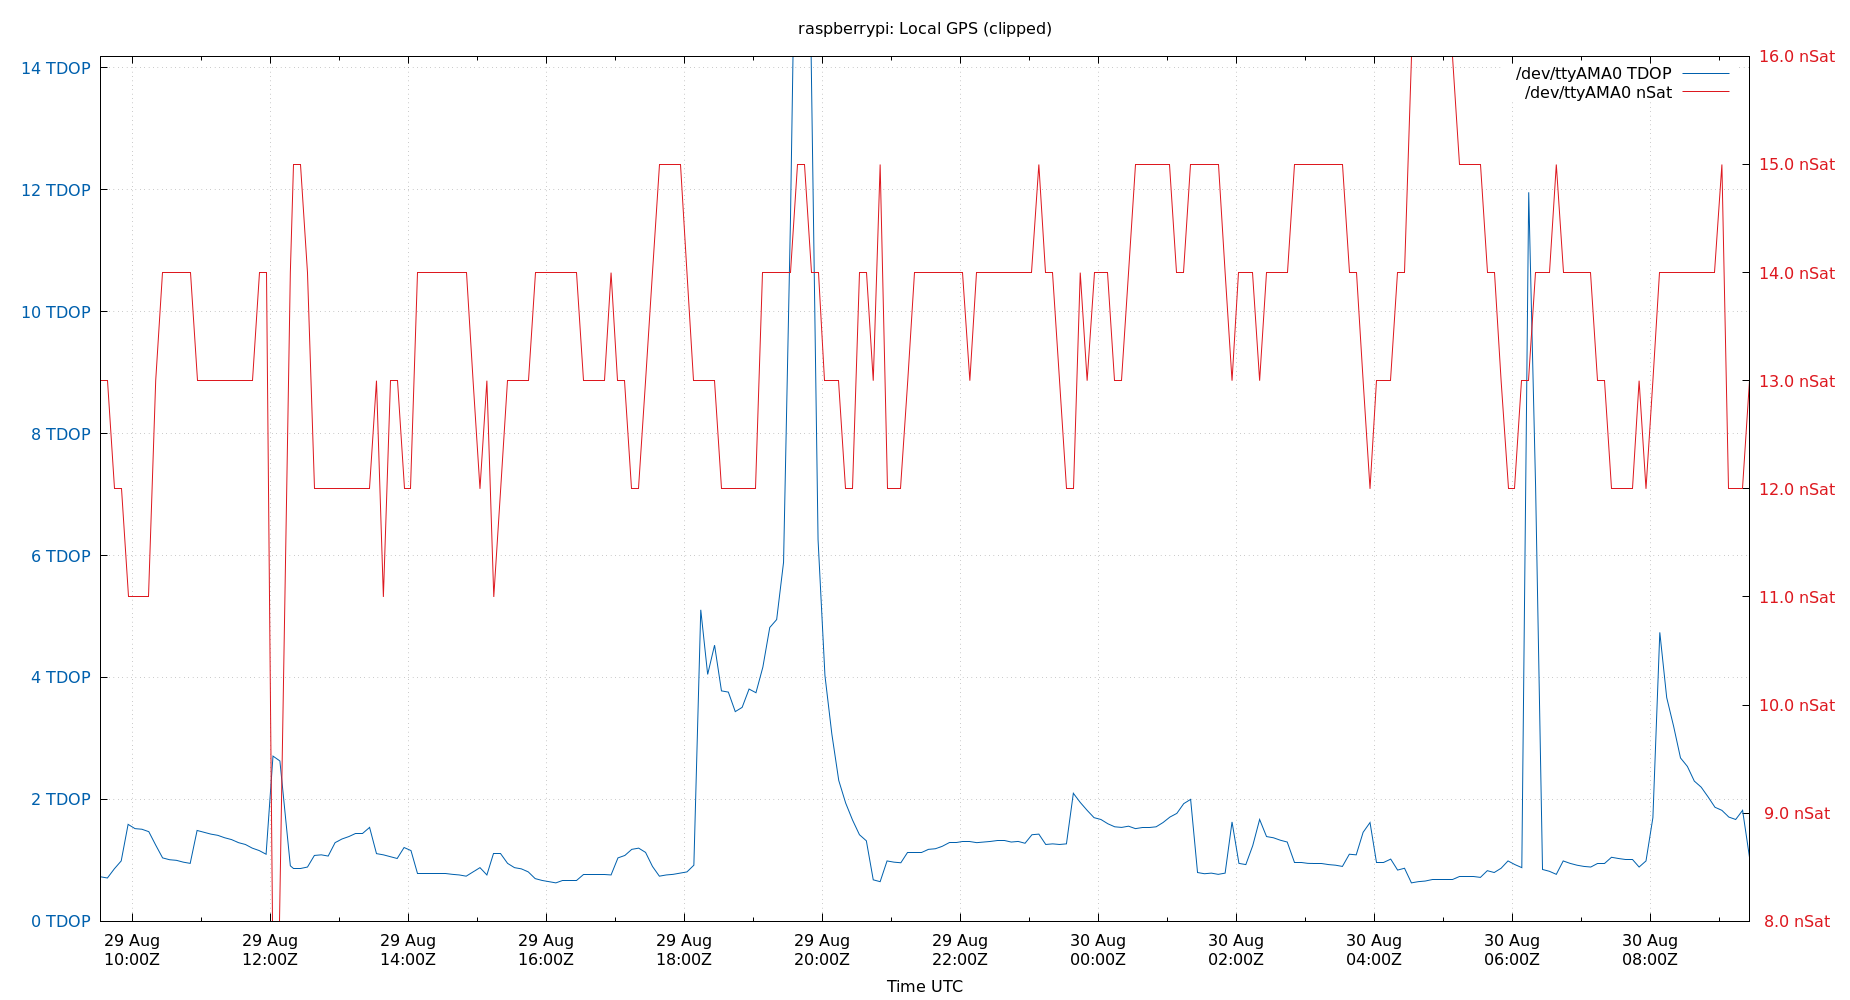 raspberrypi: Local GPS (clipped)
14 TDOP
12 TDOP
10 TDOP
8 TDOP
6 TDOP
4 TDOP
2 TDOP
0 TDOP
16.0 nSat
15.0 nSat
14.0 nSat
13.0 nSat
12.0 nSat
11.0 nSat
10.0 nSat
9.0 nSat
8.0 nSat
/dev/ttyAMA0 TDOP
/dev/ttyAMA0 nSat
29 Aug
10:00Z
29 Aug
12:00Z
29 Aug
14:00Z
29 Aug
16:00Z
29 Aug
18:00Z
29 Aug
20:00Z
29 Aug
22:00Z
30 Aug
00:00Z
30 Aug
02:00Z
30 Aug
04:00Z
30 Aug
06:00Z
30 Aug
08:00Z
Time UTC